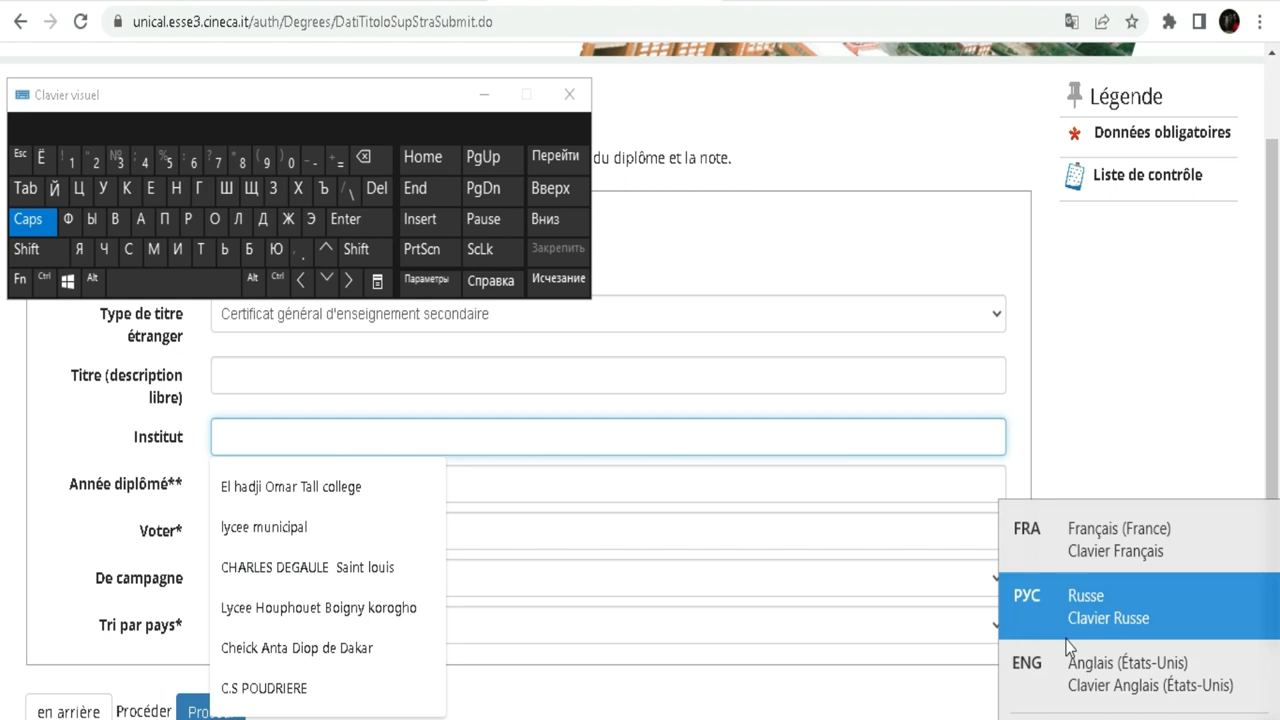 unical.esse3.cineca.it/auth/Degrees/DatiTitoloSupStraSubmit.do
Clavier visuel
Légende
Données obligatoires
Liste de contrôle
du diplôme et la note.
Esc Ё ! 1 " 2 № 3 ; 4 % 5 : 6 ? 7 * 8 ( 9 ) 0 _ - + = Home PgUp Перейти
Tab Й Ц У К Е Н Г Ш Щ З Х Ъ / \ Del End PgDn Вверх
Caps Ф Ы В А П Р О Л Д Ж Э Enter Insert Pause Вниз
Shift Я Ч С М И Т Ь Б Ю , . Shift PrtScn ScLk Закрепить
Fn Ctrl Alt Alt Ctrl Параметры Справка Исчезание
Type de titre
étranger
Certificat général d'enseignement secondaire
Titre (description
libre)
Institut
Année diplômé**
Voter*
De campagne
Tri par pays*
El hadji Omar Tall college
lycee municipal
CHARLES DEGAULE Saint louis
Lycee Houphouet Boigny korogho
Cheick Anta Diop de Dakar
C.S POUDRIERE
FRA Français (France)
Clavier Français
РУС Russe
Clavier Russe
ENG Anglais (États-Unis)
Clavier Anglais (États-Unis)
en arrière Procéder